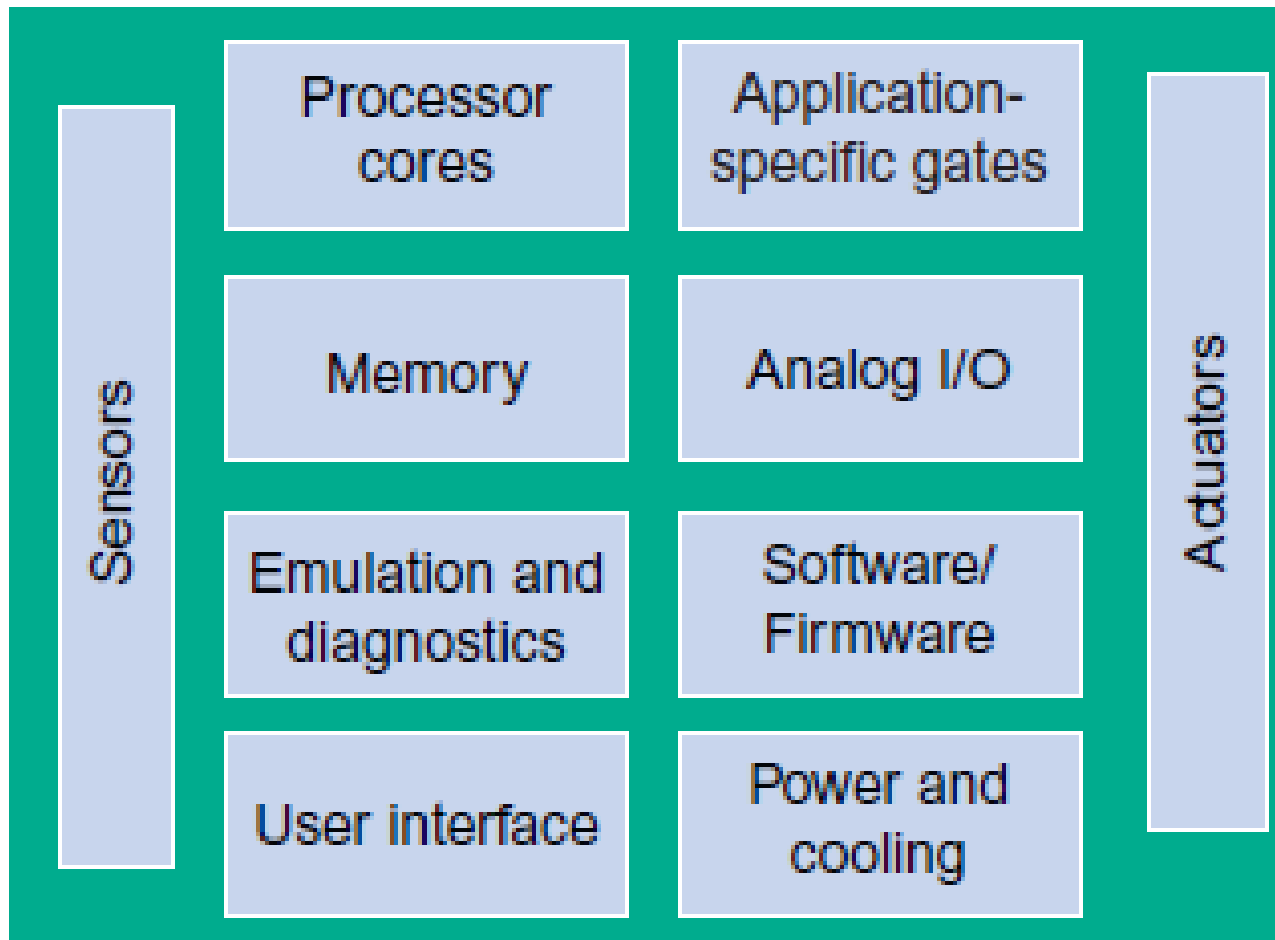 Sensors
Processor
cores
Application-
specific gates
Memory
Analog I/O
Emulation and
diagnostics
Software/
Firmware
User interface
Power and
cooling
Actuators